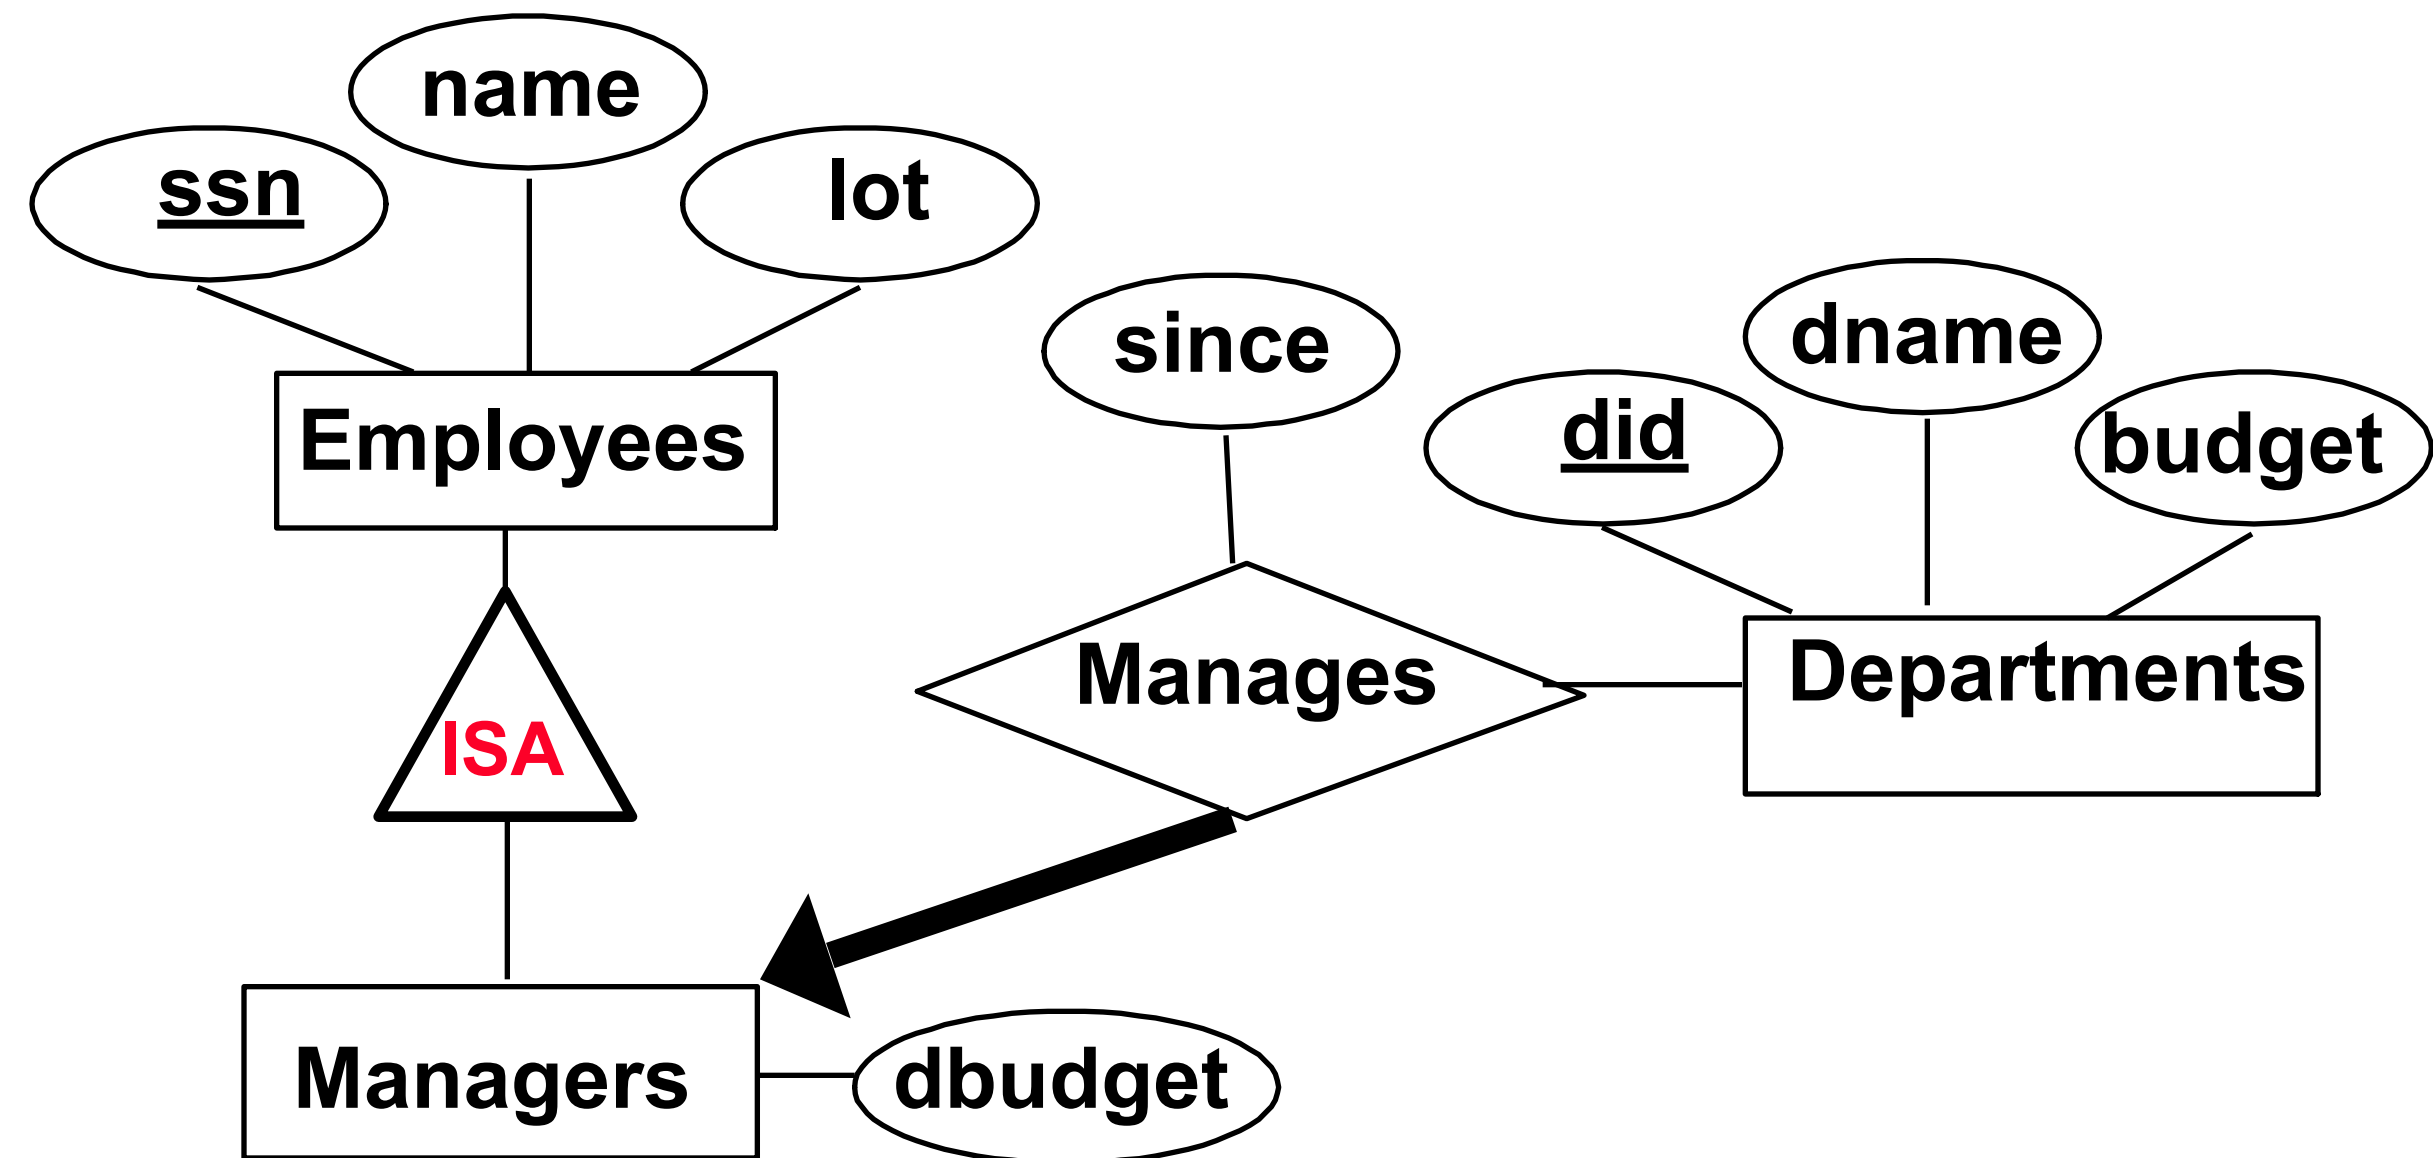 name
ssn
lot
since
dname
did
budget
Employees
Manages
Departments
ISA
Managers
dbudget